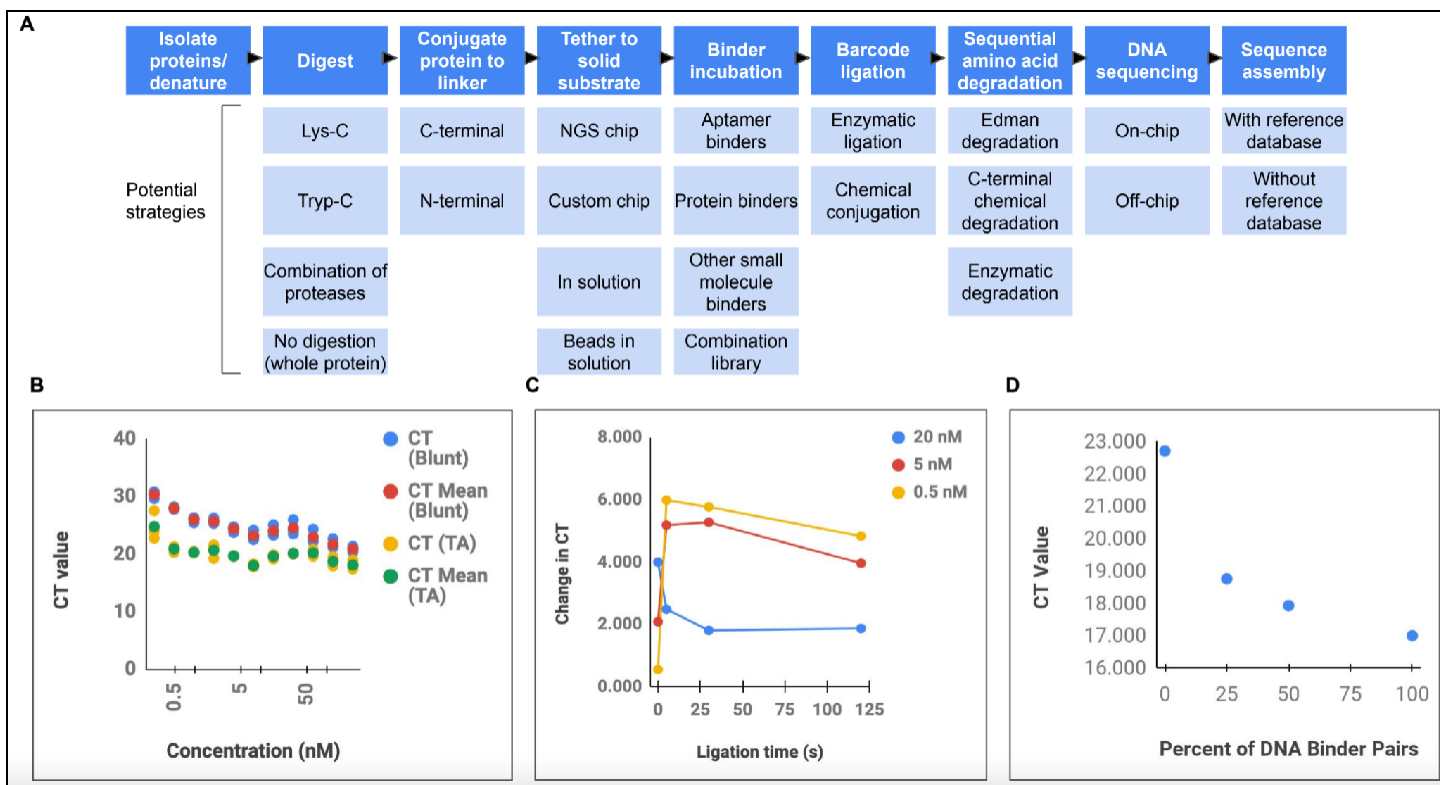 A
Isolate
proteins/
denature
Digest
Conjugate
protein to
linker
Tether to
solid
substrate
Binder
incubation
Barcode
ligation
Sequential
amino acid
degradation
DNA
sequencing
Sequence
assembly
Potential
strategies
Lys-C
C-terminal
NGS chip
Aptamer
binders
Enzymatic
ligation
Edman
degradation
On-chip
With reference
database
Tryp-C
N-terminal
Custom chip
Protein binders
Chemical
conjugation
C-terminal
chemical
degradation
Off-chip
Without
reference
database
Combination of
proteases
In solution
Other small
molecule
binders
Enzymatic
degradation
No digestion
(whole protein)
Beads in
solution
Combination
library
B
CT value
40
30
20
10
0
0.5
5
50
Concentration (nM)
CT
(Blunt)
CT Mean
(Blunt)
CT (TA)
CT Mean
(TA)
C
Change in CT
8.000
6.000
4.000
2.000
0.000
0 25 50 75 100 125
Ligation time (s)
20 nM
5 nM
0.5 nM
D
CT Value
23.000
22.000
21.000
20.000
19.000
18.000
17.000
16.000
0 25 50 75 100
Percent of DNA Binder Pairs